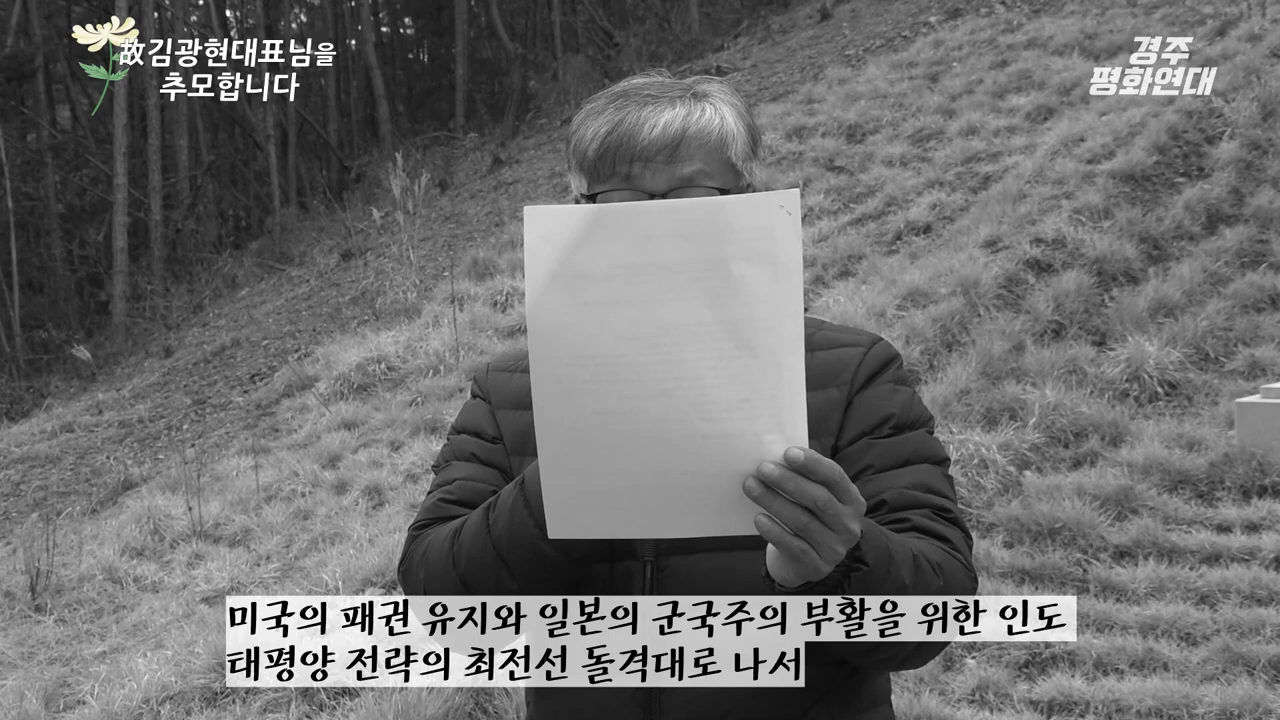 故김광현대표님을
추모합니다
경주
평화연대
미국의 패권 유지와 일본의 군국주의 부활을 위한 인도
태평양 전략의 최전선 돌격대로 나서